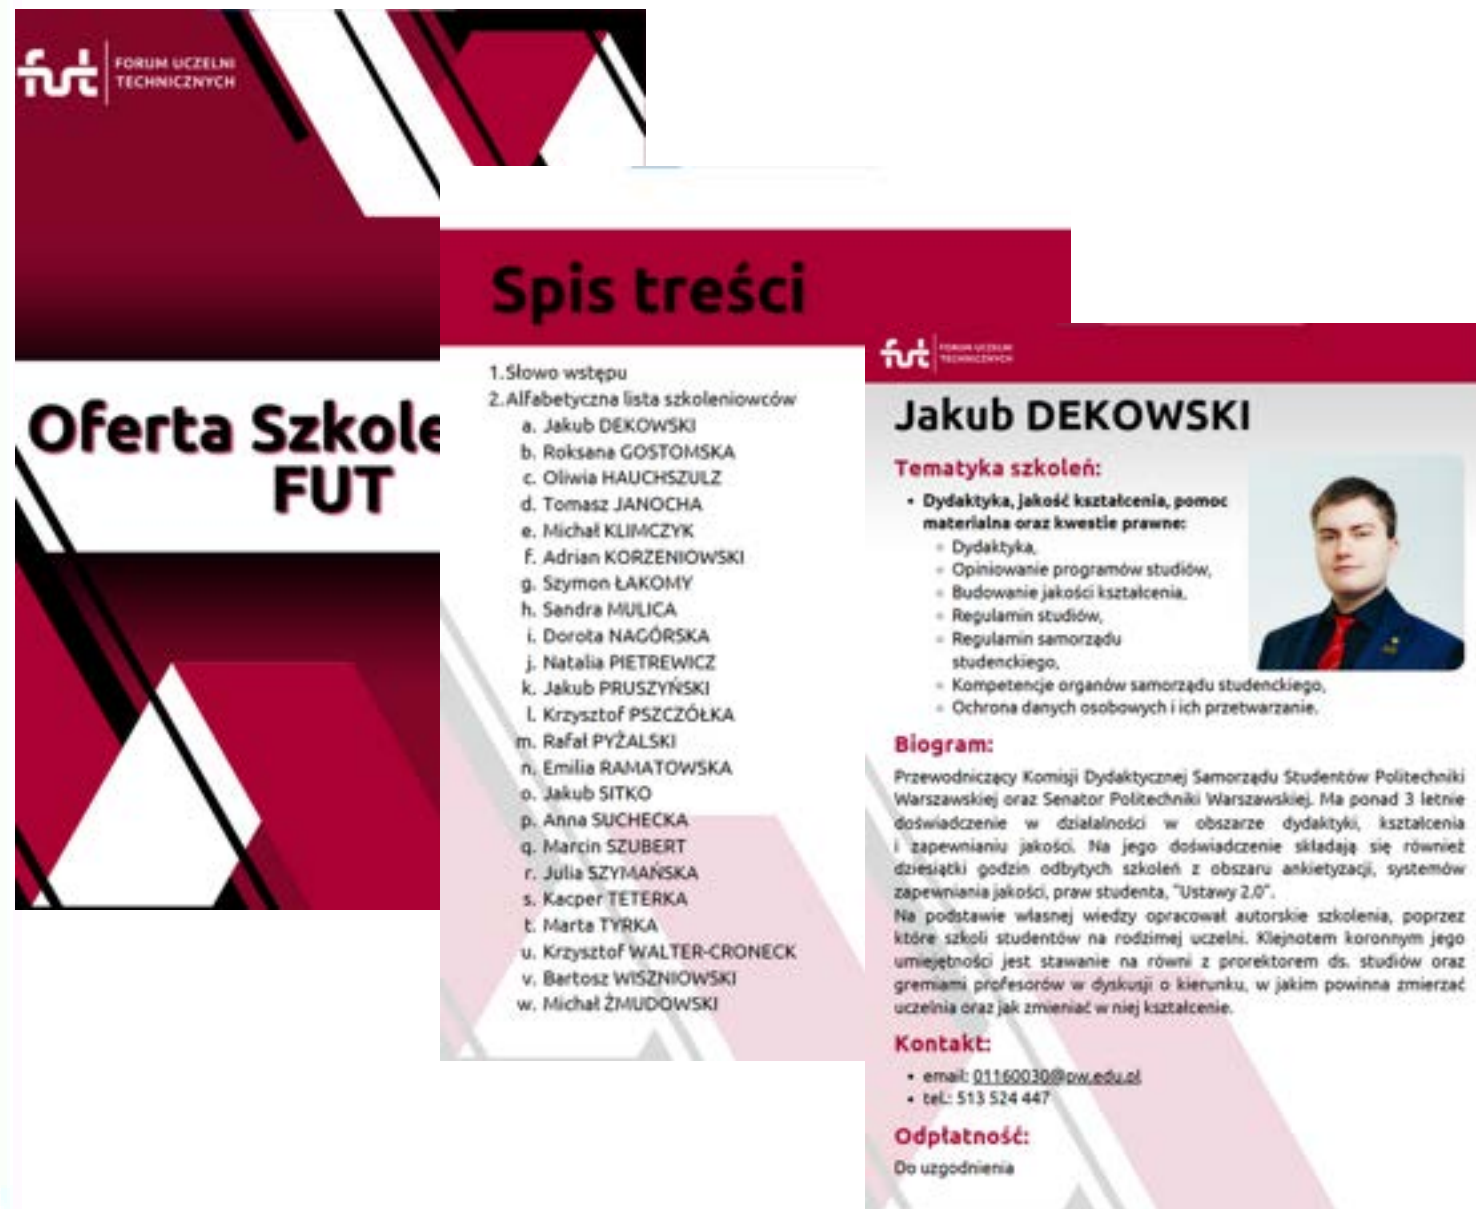 fut
FORUM UCZELNI
TECHNICZNYCH
Oferta Szkole
FUT
Spis treści
1.Słowo wstępu
2.Alfabetyczna lista szkoleniowców
a. Jakub DEKOWSKI
b. Roksana GOSTOMSKA
c. Oliwia HAUCHSZULZ
d. Tomasz JANOCHA
e. Michał KLIMCZYK
f. Adrian KORZENIOWSKI
g. Szymon ŁAKOMY
h. Sandra MULICA
i. Dorota NAGÓRSKA
j. Natalia PIETREWICZ
k. Jakub PRUSZYŃSKI
l. Krzysztof PSZCZÓŁKA
m. Rafał PYŻALSKI
n. Emilia RAMATOWSKA
o. Jakub SITKO
p. Anna SUCHECKA
q. Marcin SZUBERT
r. Julia SZYMAŃSKA
s. Kacper TETERKA
t. Marta TYRKA
u. Krzysztof WALTER-CRONECK
v. Bartosz WISZNIOWSKI
w. Michał ŻMUDOWSKI
fut
FORUM UCZELNI
TECHNICZNYCH
Jakub DEKOWSKI
Tematyka szkoleń:
• Dydaktyka, jakość kształcenia, pomoc
materialna oraz kwestie prawne:
◦ Dydaktyka,
◦ Opiniowanie programów studiów,
◦ Budowanie jakości kształcenia,
◦ Regulamin studiów,
◦ Regulamin samorządu
studenckiego,
◦ Kompetencje organów samorządu studenckiego,
◦ Ochrona danych osobowych i ich przetwarzanie.
Biogram:
Przewodniczący Komisji Dydaktycznej Samorządu Studentów Politechniki
Warszawskiej oraz Senator Politechniki Warszawskiej. Ma ponad 3 letnie
doświadczenie w działalności w obszarze dydaktyki, kształcenia
i zapewnianiu jakości. Na jego doświadczenie składają się również
dziesiątki godzin odbytych szkoleń z obszaru ankietyzacji, systemów
zapewniania jakości, praw studenta, "Ustawy 2.0".
Na podstawie własnej wiedzy opracował autorskie szkolenia, poprzez
które szkoli studentów na rodzimej uczelni. Klejnotem koronnym jego
umiejętności jest stawanie na równi z prorektorem ds. studiów oraz
gremiami profesorów w dyskusji o kierunku, w jakim powinna zmierzać
uczelnia oraz jak zmieniać w niej kształcenie.
Kontakt:
• email: 01160030@pw.edu.pl
• tel.: 513 524 447
Odpłatność:
Do uzgodnienia